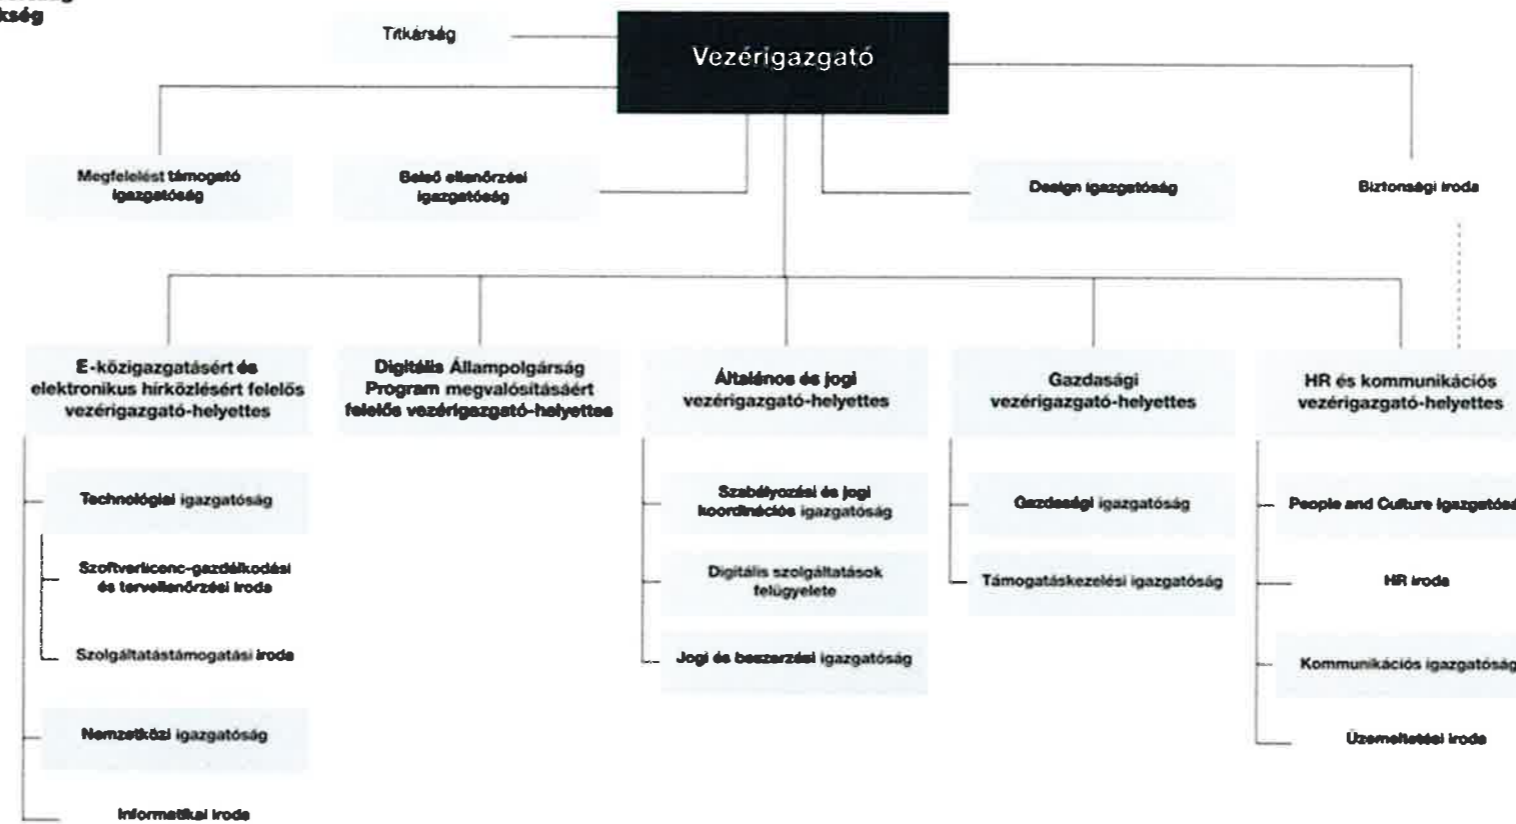 Titkárság
Vezérigazgató
Megfelelést támogató
igazgatóság
Belső ellenőrzési
igazgatóság
Design igazgatóság
Biztonsági iroda
E-közigazgatásért és
elektronikus hírközlésért felelős
vezérigazgató-helyettes
Digitális Állampolgárság
Program megvalósításáért
felelős vezérigazgató-helyettes
Általános és jogi
vezérigazgató-helyettes
Gazdasági
vezérigazgató-helyettes
HR és kommunikációs
vezérigazgató-helyettes
Technológiai igazgatóság
Szoftverlicenc-gazdálkodási
és tervellenőrzési iroda
Szolgáltatástámogatási iroda
Nemzetközi igazgatóság
Informatikai iroda
Szabályozási és jogi
koordinációs igazgatóság
Digitális szolgáltatások
felügyelete
Jogi és beszerzési igazgatóság
Gazdasági igazgatóság
Támogatáskezelési igazgatóság
People and Culture
HR iroda
Kommunikációs igazgatóság
Üzemeltetési iroda